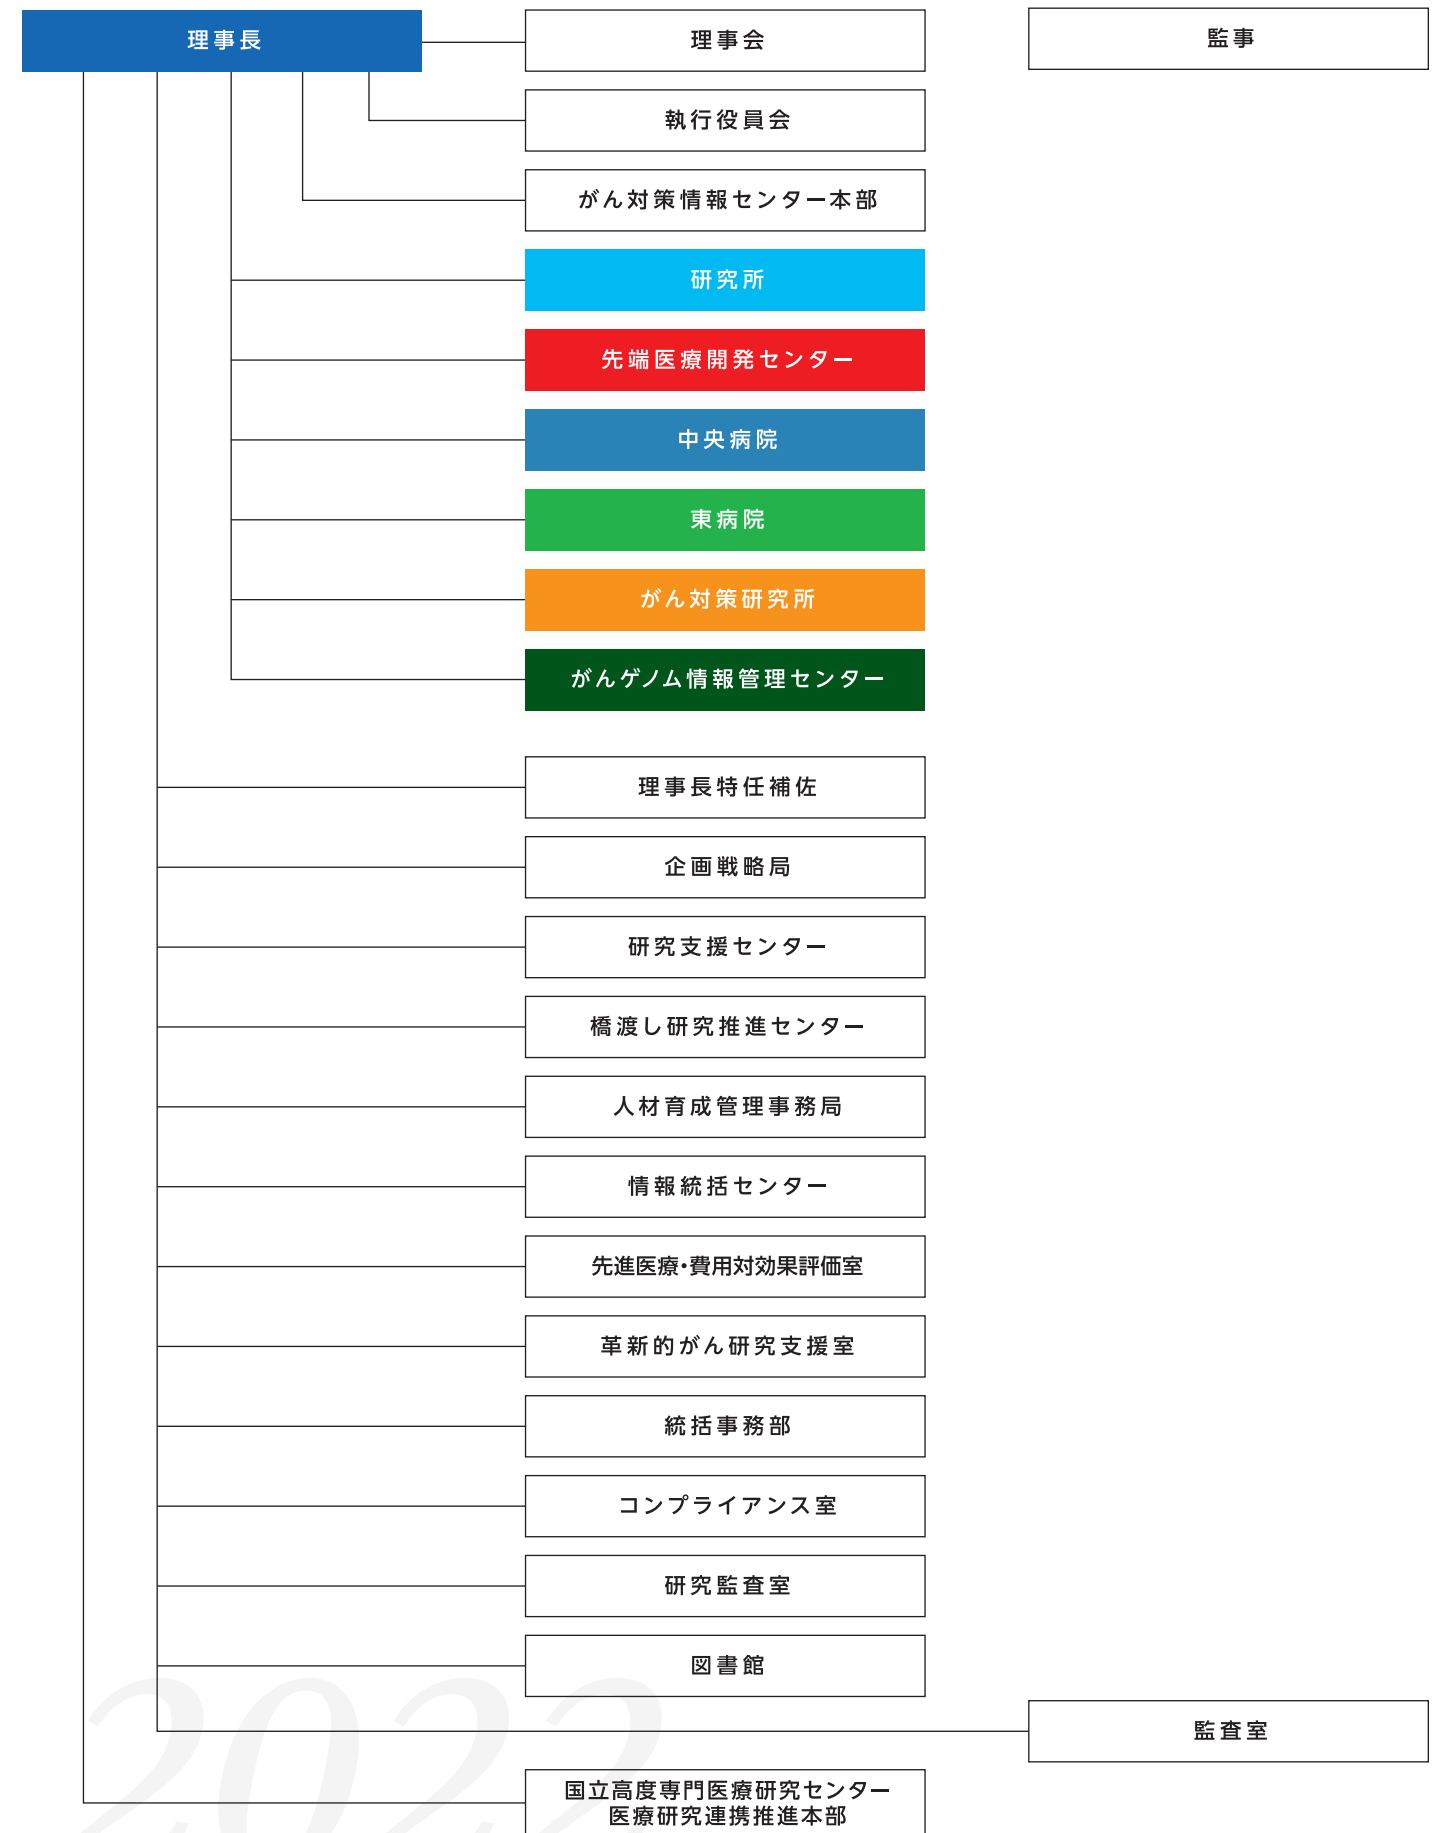 理事長
理事会
監事
執行役員会
がん対策情報センター本部
研究所
先端医療開発センター
中央病院
東病院
がん対策研究所
がんゲノム情報管理センター
理事長特任補佐
企画戦略局
研究支援センター
橋渡し研究推進センター
人材育成管理事務局
情報統括センター
先進医療・費用対効果評価室
革新的がん研究支援室
統括事務部
コンプライアンス室
研究監査室
図書館
監査室
国立高度専門医療研究センター
医療研究連携推進本部
2022